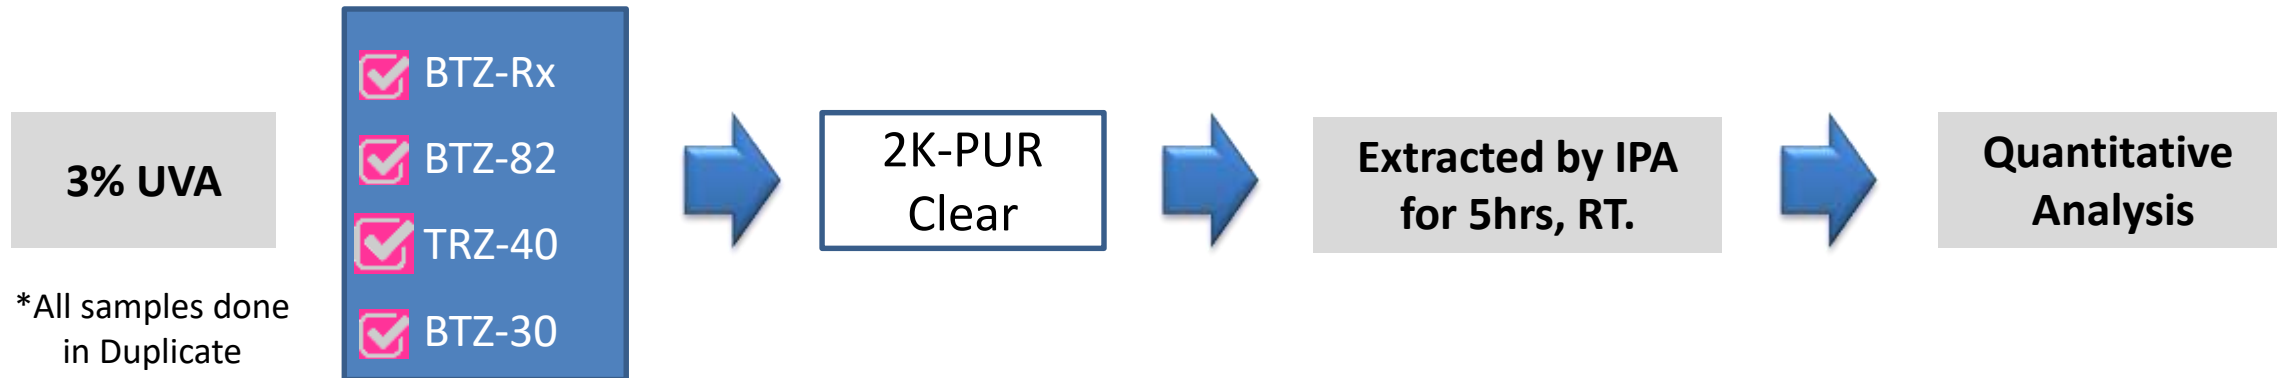 3% UVA
*All samples done
in Duplicate
BTZ-Rx
BTZ-82
TRZ-40
BTZ-30
2K-PUR
Clear
Extracted by IPA
for 5hrs, RT.
Quantitative
Analysis